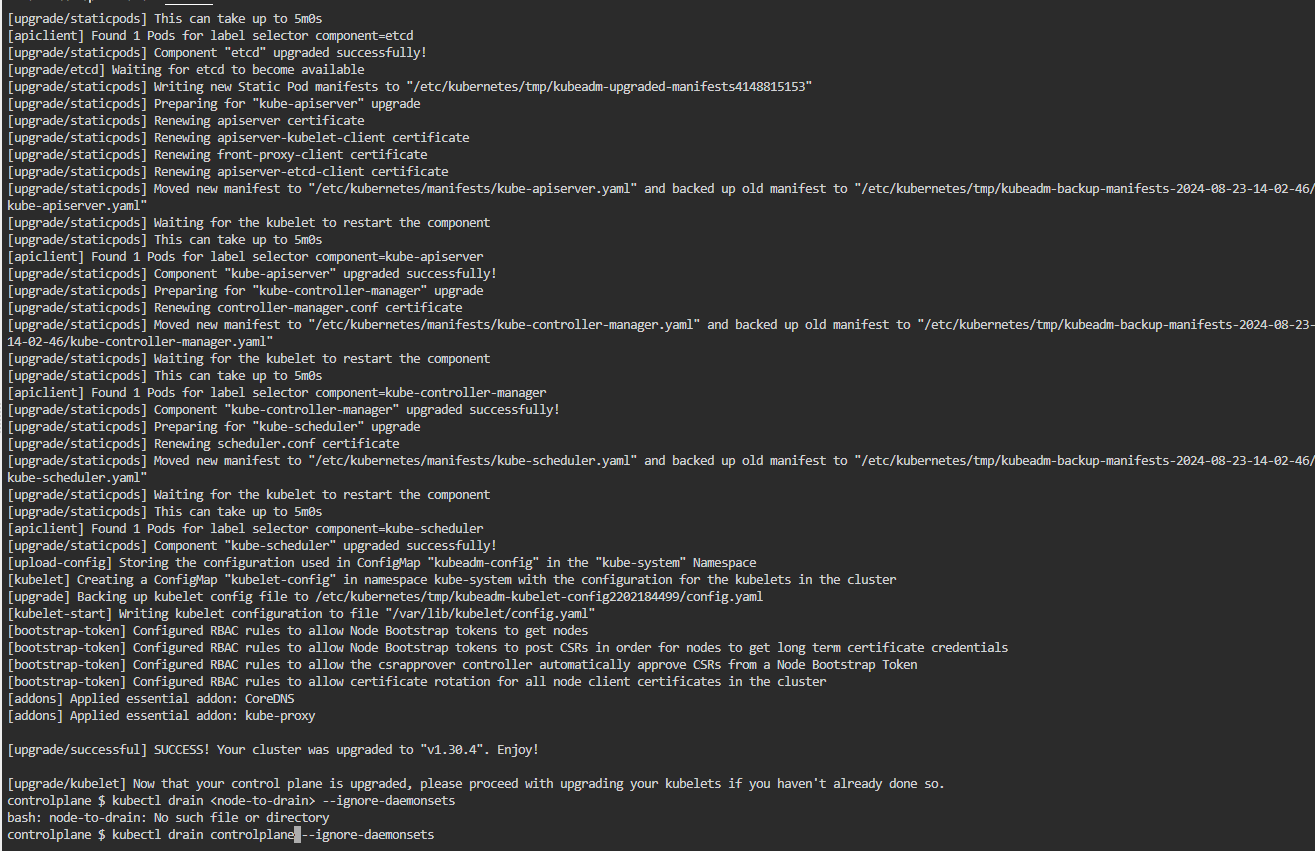 [upgrade/staticpods] This can take up to 5m0s
[apiclient] Found 1 Pods for label selector component=etcd
[upgrade/staticpods] Component "etcd" upgraded successfully!
[upgrade/etcd] Waiting for etcd to become available
[upgrade/staticpods] Writing new Static Pod manifests to "/etc/kubernetes/tmp/kubeadm-upgraded-manifests4148815153"
[upgrade/staticpods] Preparing for "kube-apiserver" upgrade
[upgrade/staticpods] Renewing apiserver certificate
[upgrade/staticpods] Renewing apiserver-kubelet-client certificate
[upgrade/staticpods] Renewing front-proxy-client certificate
[upgrade/staticpods] Renewing apiserver-etcd-client certificate
[upgrade/staticpods] Moved new manifest to "/etc/kubernetes/manifests/kube-apiserver.yaml" and backed up old manifest to "/etc/kubernetes/tmp/kubeadm-backup-manifests-2024-08-23-14-02-46/
kube-apiserver.yaml"
[upgrade/staticpods] Waiting for the kubelet to restart the component
[upgrade/staticpods] This can take up to 5m0s
[apiclient] Found 1 Pods for label selector component=kube-apiserver
[upgrade/staticpods] Component "kube-apiserver" upgraded successfully!
[upgrade/staticpods] Preparing for "kube-controller-manager" upgrade
[upgrade/staticpods] Renewing controller-manager.conf certificate
[upgrade/staticpods] Moved new manifest to "/etc/kubernetes/manifests/kube-controller-manager.yaml" and backed up old manifest to "/etc/kubernetes/tmp/kubeadm-backup-manifests-2024-08-23-
14-02-46/kube-controller-manager.yaml"
[upgrade/staticpods] Waiting for the kubelet to restart the component
[upgrade/staticpods] This can take up to 5m0s
[apiclient] Found 1 Pods for label selector component=kube-controller-manager
[upgrade/staticpods] Component "kube-controller-manager" upgraded successfully!
[upgrade/staticpods] Preparing for "kube-scheduler" upgrade
[upgrade/staticpods] Renewing scheduler.conf certificate
[upgrade/staticpods] Moved new manifest to "/etc/kubernetes/manifests/kube-scheduler.yaml" and backed up old manifest to "/etc/kubernetes/tmp/kubeadm-backup-manifests-2024-08-23-14-02-46/
kube-scheduler.yaml"
[upgrade/staticpods] Waiting for the kubelet to restart the component
[upgrade/staticpods] This can take up to 5m0s
[apiclient] Found 1 Pods for label selector component=kube-scheduler
[upgrade/staticpods] Component "kube-scheduler" upgraded successfully!
[upload-config] Storing the configuration used in ConfigMap "kubeadm-config" in the "kube-system" Namespace
[kubelet] Creating a ConfigMap "kubelet-config" in namespace kube-system with the configuration for the kubelets in the cluster
[upgrade] Backing up kubelet config file to /etc/kubernetes/tmp/kubeadm-kubelet-config2202184499/config.yaml
[kubelet-start] Writing kubelet configuration to file "/var/lib/kubelet/config.yaml"
[bootstrap-token] Configured RBAC rules to allow Node Bootstrap tokens to get nodes
[bootstrap-token] Configured RBAC rules to allow Node Bootstrap tokens to post CSRs in order for nodes to get long term certificate credentials
[bootstrap-token] Configured RBAC rules to allow the csrapprover controller automatically approve CSRs from a Node Bootstrap Token
[bootstrap-token] Configured RBAC rules to allow certificate rotation for all node client certificates in the cluster
[addons] Applied essential addon: CoreDNS
[addons] Applied essential addon: kube-proxy
[upgrade/successful] SUCCESS! Your cluster was upgraded to "v1.30.4". Enjoy!
[upgrade/kubelet] Now that your control plane is upgraded, please proceed with upgrading your kubelets if you haven't already done so.
controlplane $ kubectl drain <node-to-drain> --ignore-daemonsets
bash: node-to-drain: No such file or directory
controlplane $ kubectl drain controlplane --ignore-daemonsets